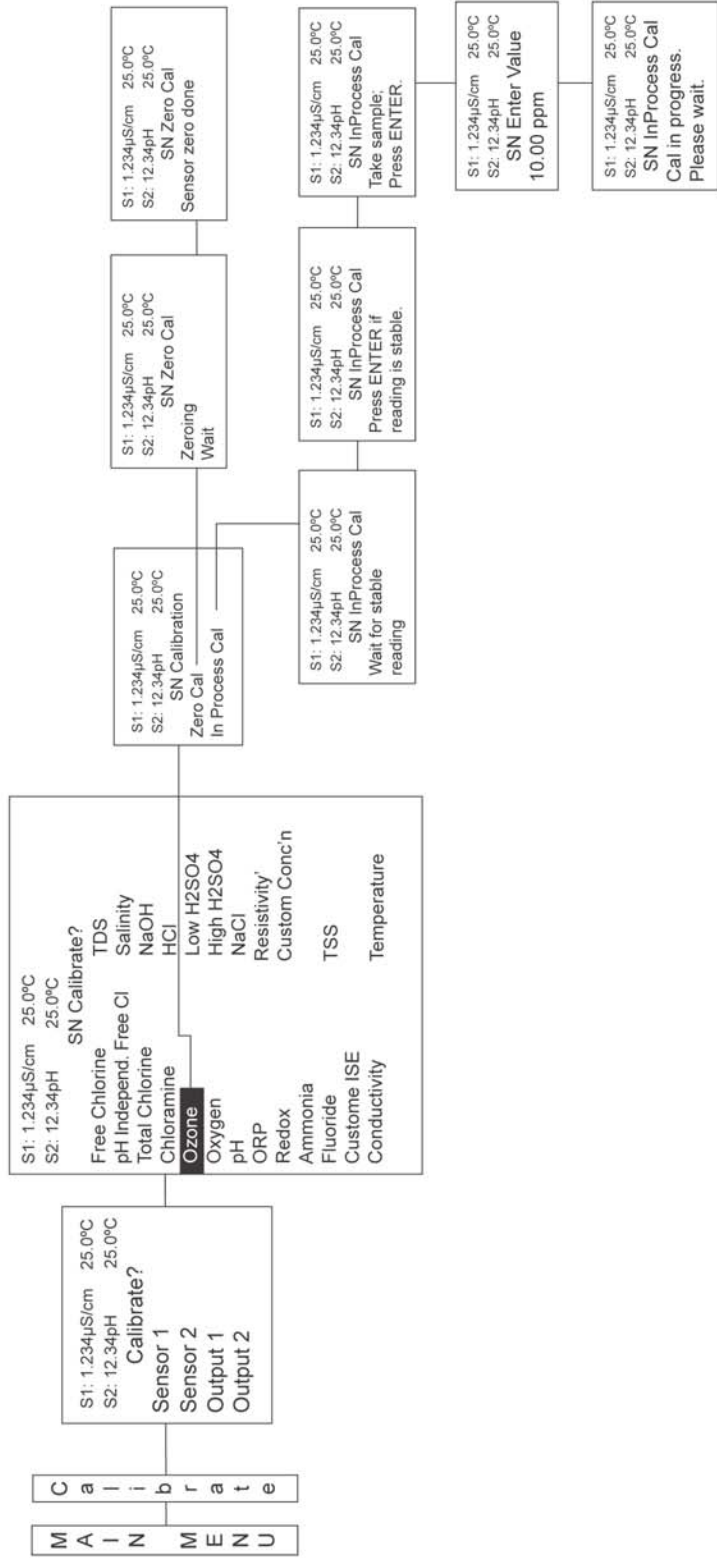 MAIN MENU
Calibrate
S1: 1.234µS/cm 25.0ºC
S2: 12.34pH 25.0ºC
Calibrate?
Sensor 1
Sensor 2
Output 1
Output 2
S1: 1.234µS/cm 25.0ºC
S2: 12.34pH 25.0ºC
SN Calibrate?
Free Chlorine TDS
pH Independ. Free Cl Salinity
Total Chlorine NaOH
Chloramine HCl
Ozone Low H2SO4
Oxygen High H2SO4
pH NaCl
ORP Resistivity'
Redox Custom Conc'n
Ammonia
Fluoride TSS
Custome ISE
Conductivity Temperature
S1: 1.234µS/cm 25.0ºC
S2: 12.34pH 25.0ºC
SN Calibration
Zero Cal
In Process Cal
S1: 1.234µS/cm 25.0ºC
S2: 12.34pH 25.0ºC
SN Zero Cal
Zeroing
Wait
S1: 1.234µS/cm 25.0ºC
S2: 12.34pH 25.0ºC
SN Zero Cal
Sensor zero done
S1: 1.234µS/cm 25.0ºC
S2: 12.34pH 25.0ºC
SN InProcess Cal
Wait for stable
reading
S1: 1.234µS/cm 25.0ºC
S2: 12.34pH 25.0ºC
SN InProcess Cal
Press ENTER if
reading is stable.
S1: 1.234µS/cm 25.0ºC
S2: 12.34pH 25.0ºC
SN InProcess Cal
Take sample;
Press ENTER.
S1: 1.234µS/cm 25.0ºC
S2: 12.34pH 25.0ºC
SN Enter Value
10.00 ppm
S1: 1.234µS/cm 25.0ºC
S2: 12.34pH 25.0ºC
SN InProcess Cal
Cal in progress.
Please wait.